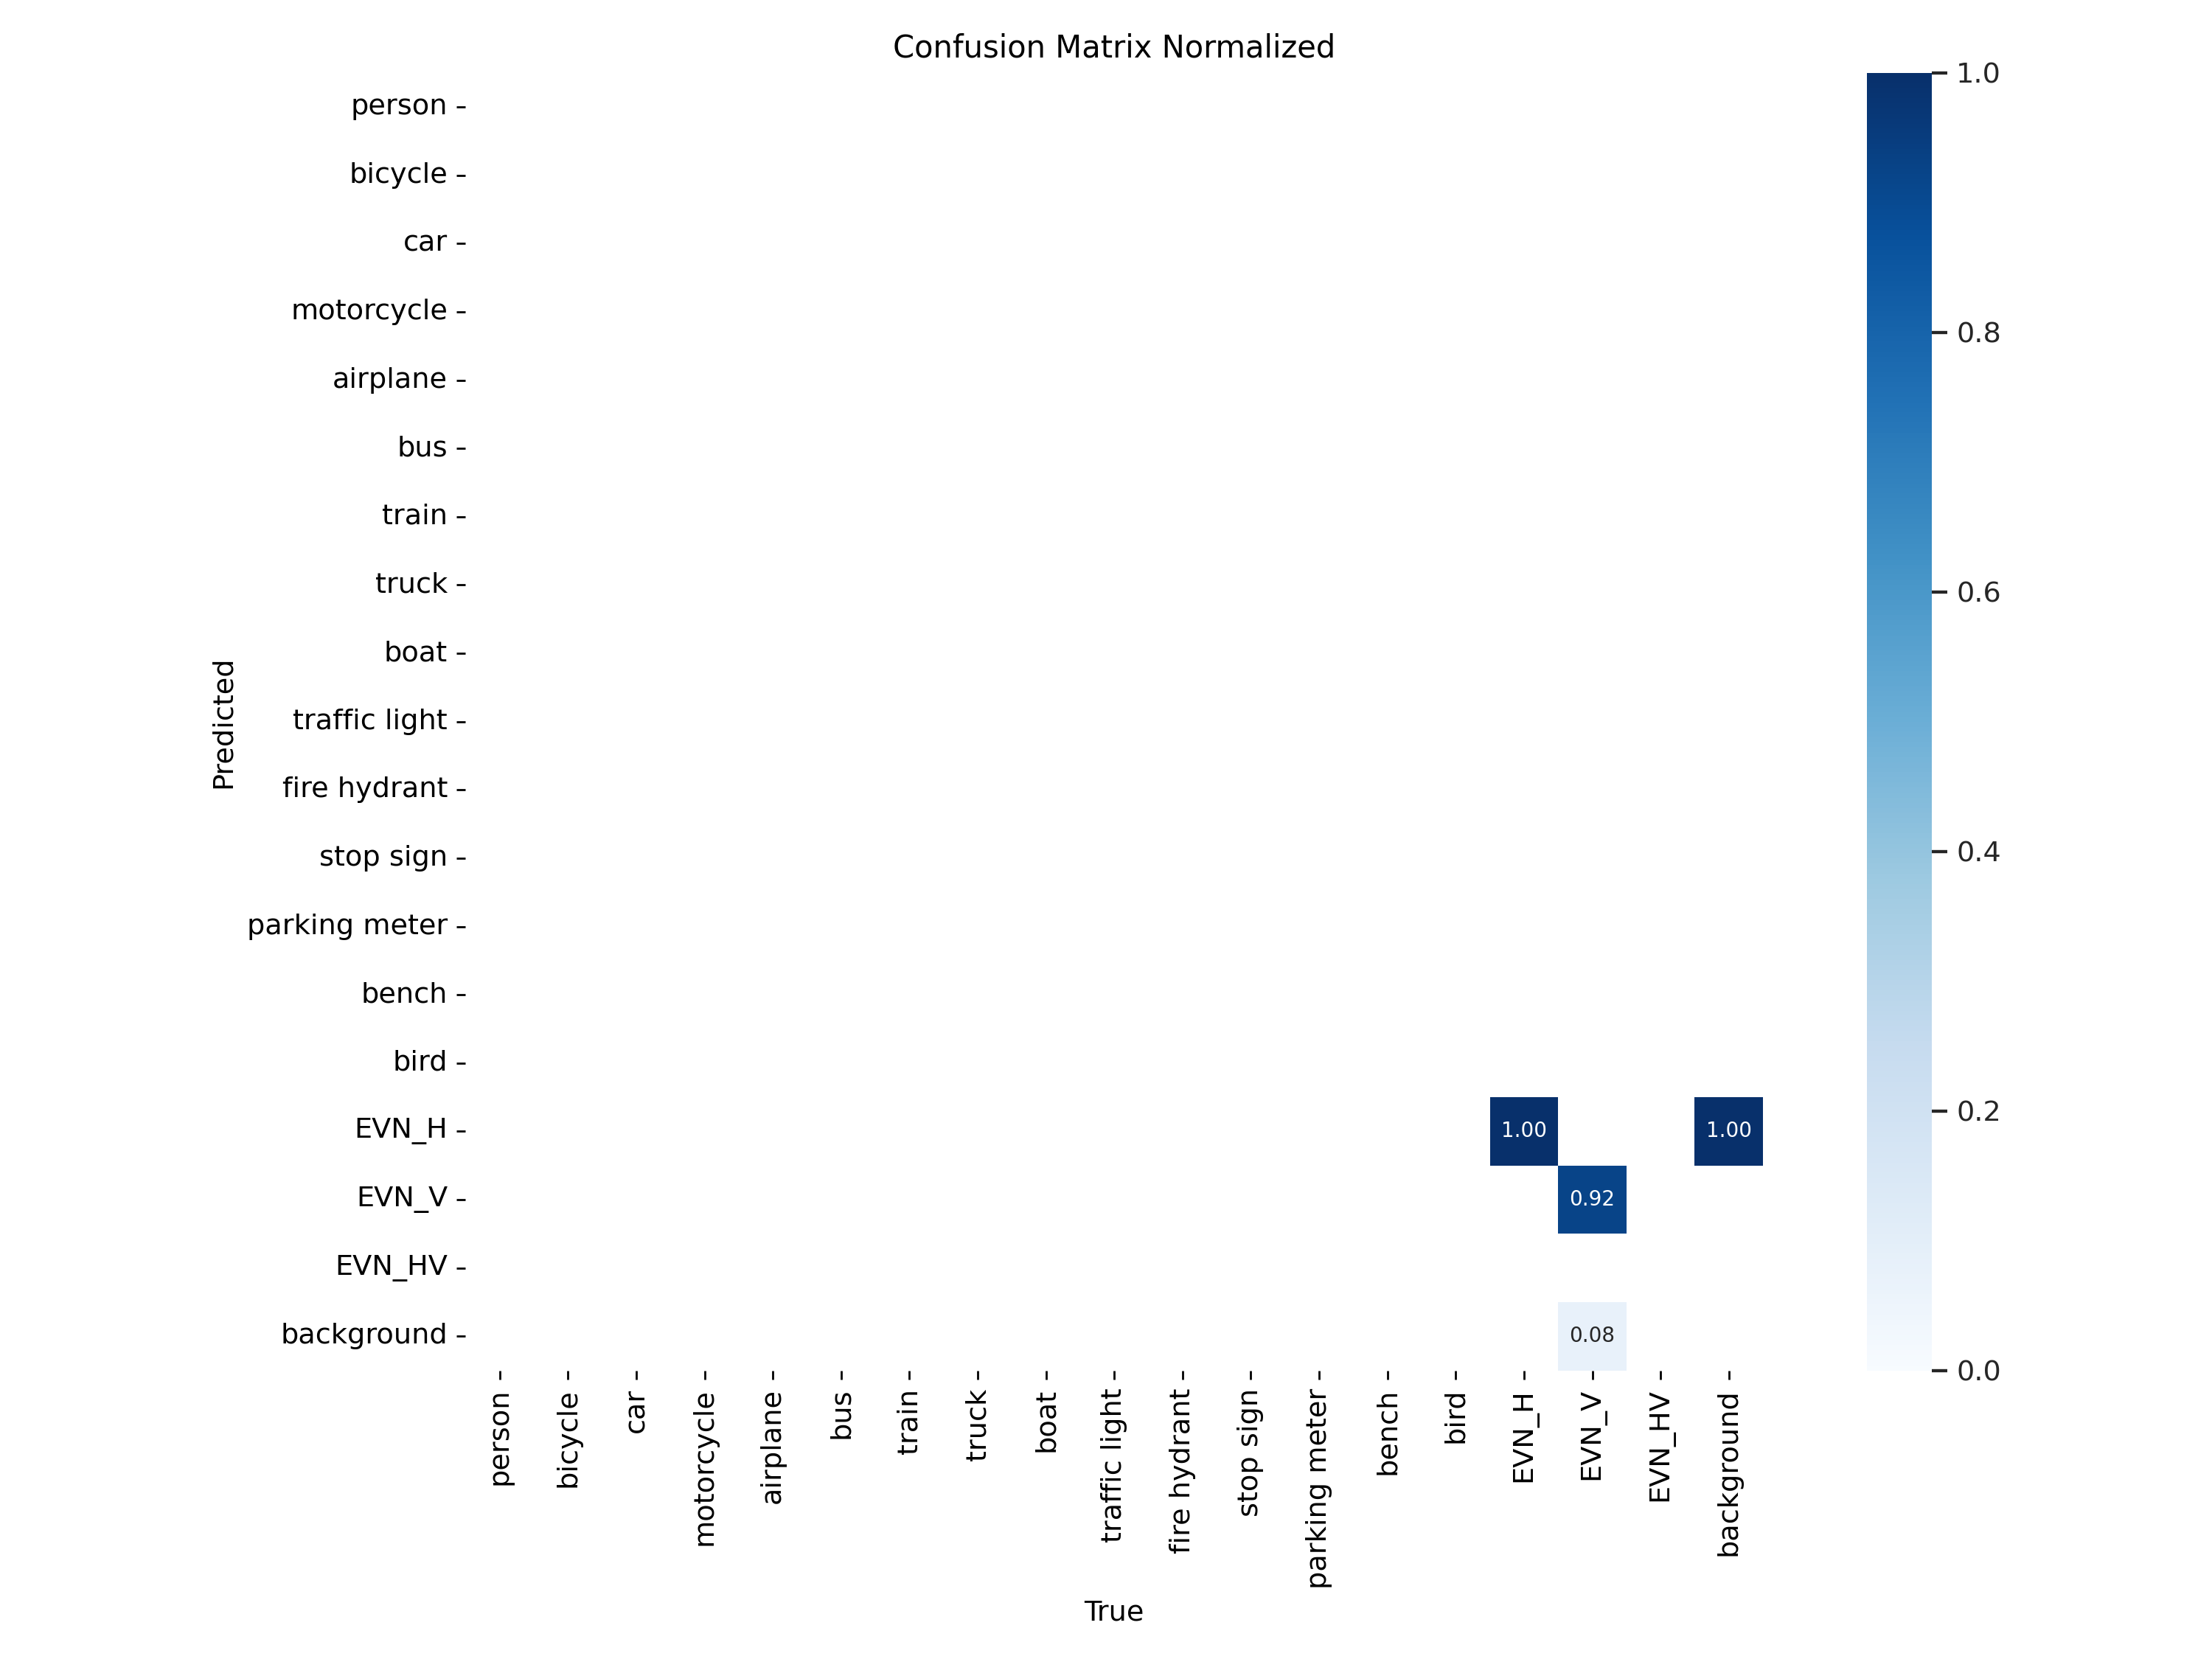 Confusion Matrix Normalized
person
bicycle
car
motorcycle
airplane
bus
train
truck
boat
traffic light
fire hydrant
stop sign
parking meter
bench
bird
EVN_H
EVN_V
EVN_HV
background
Predicted
1.00 1.00
0.92
0.08
person bicycle car motorcycle airplane bus train truck boat traffic light fire hydrant stop sign parking meter bench bird EVN_H EVN_V EVN_HV background
True
1.0
0.8
0.6
0.4
0.2
0.0